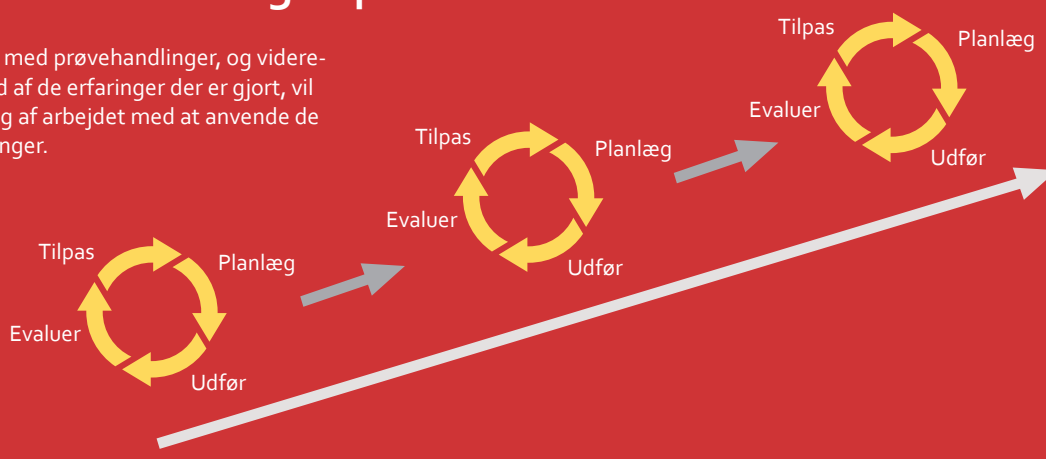 med prøvehandlinger, og videre-
af de erfaringer der er gjort, vil
af arbejdet med at anvende de
Tilpas
Planlæg
Evaluer
Udfør
Tilpas
Planlæg
Evaluer
Udfør
Tilpas
Planlæg
Evaluer
Udfør